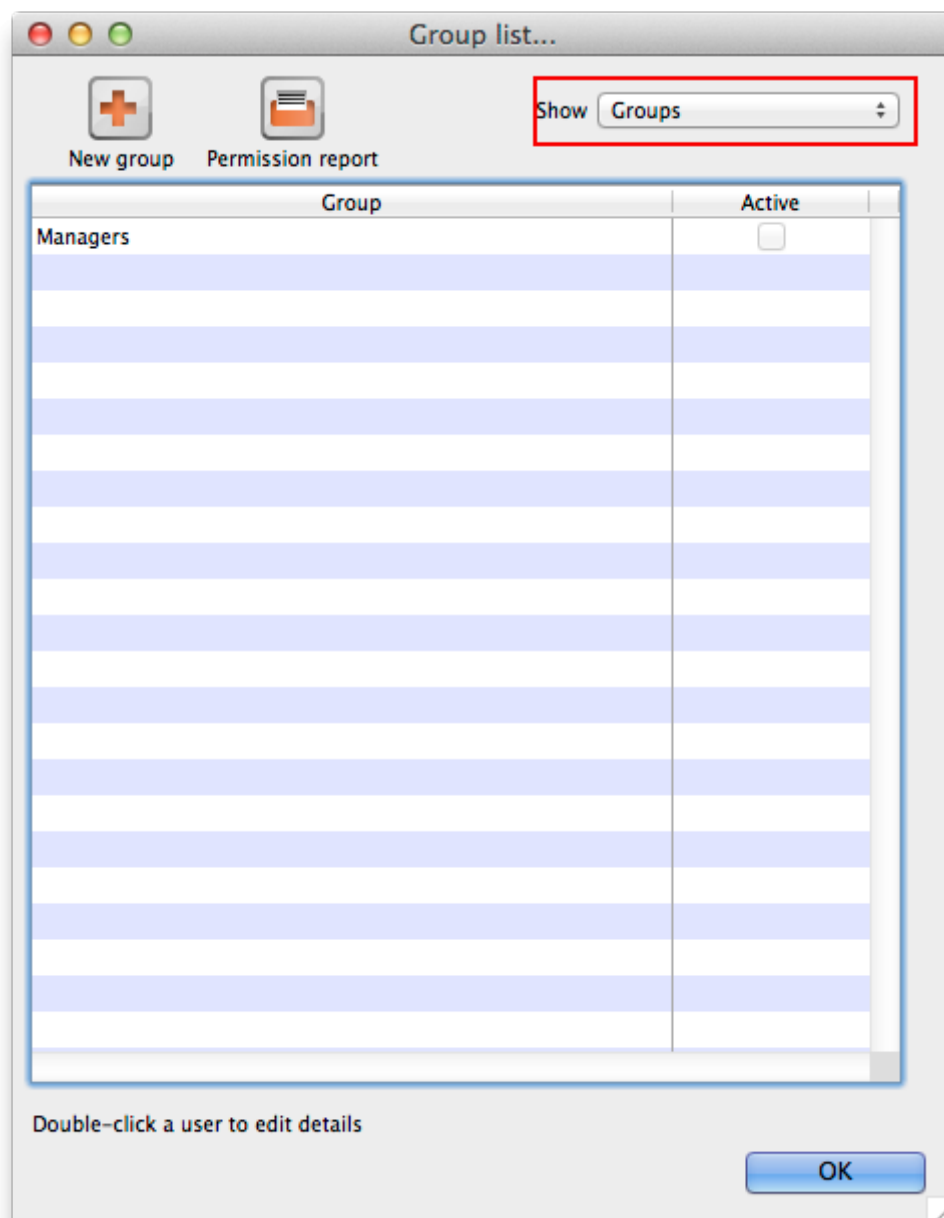 Group list...
Show Groups
New group Permission report
Group Active
Managers
Double-click a user to edit details
OK